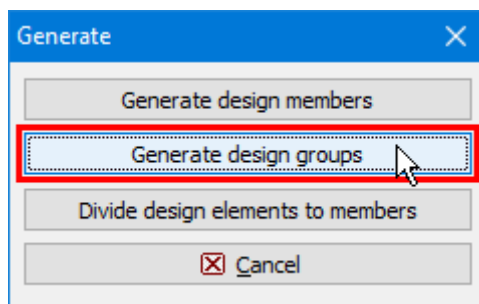 Generate
Generate design members
Generate design groups
Divide design elements to members
Cancel